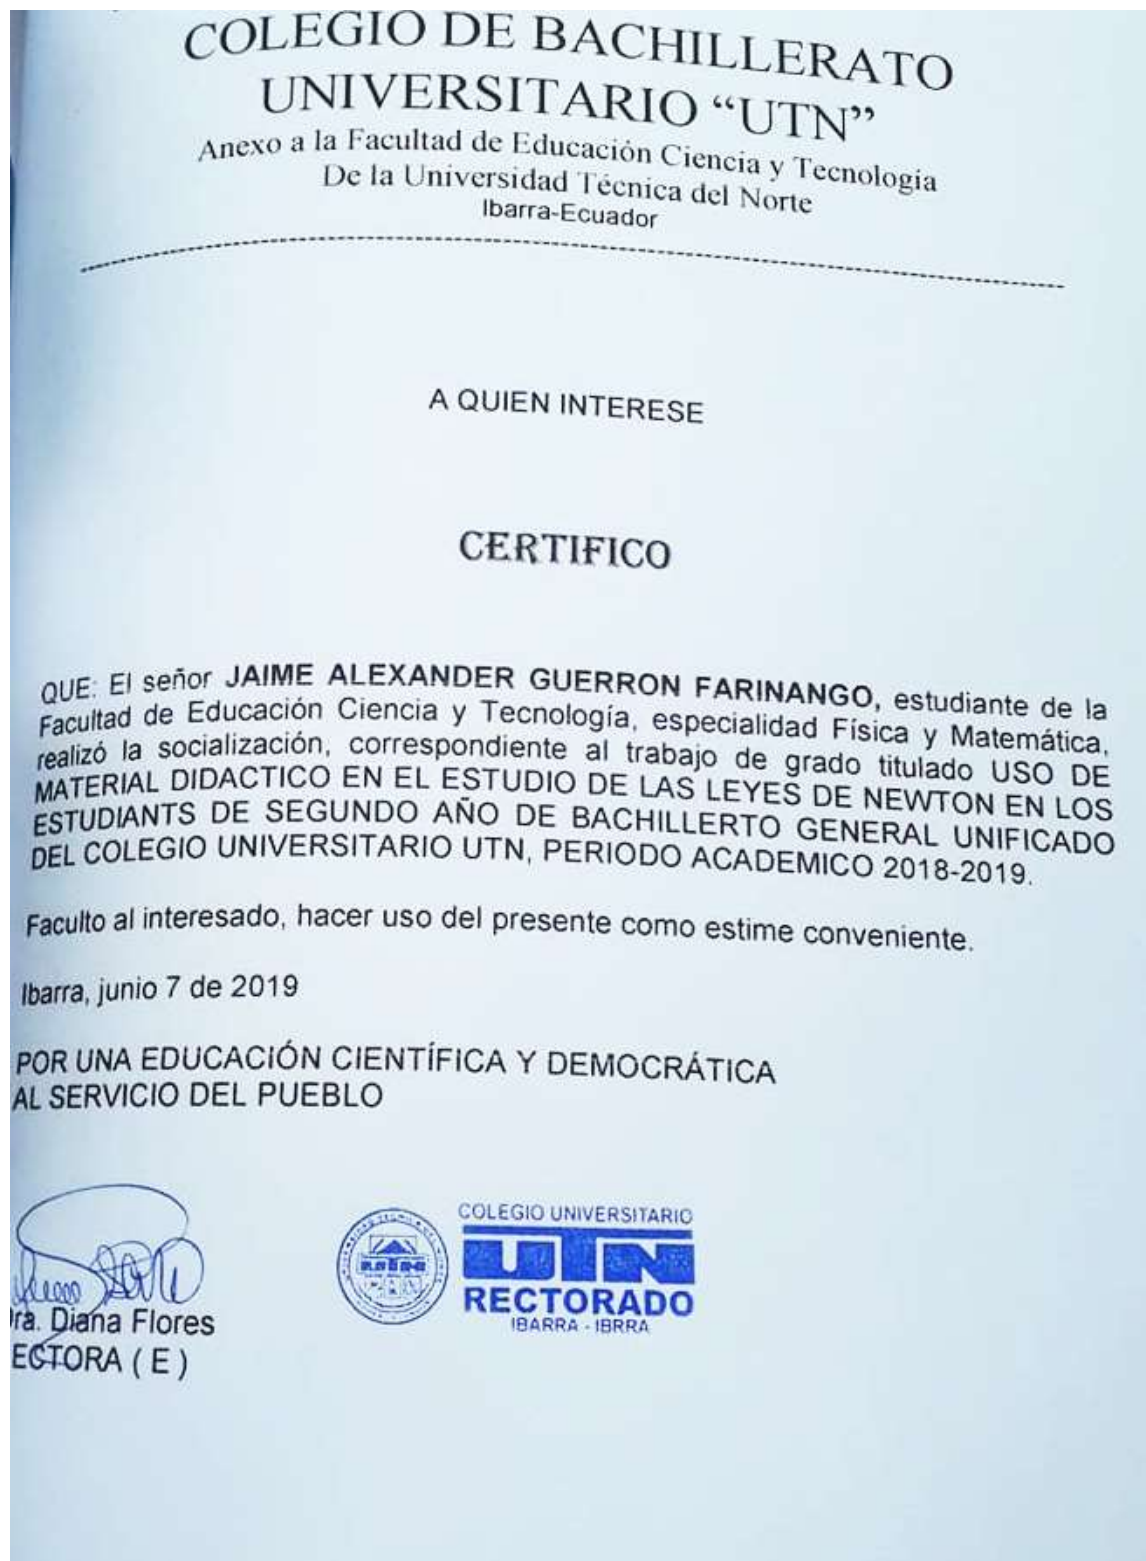 COLEGIO DE BACHILLERATO
UNIVERSITARIO “UTN”
Anexo a la Facultad de Educación Ciencia y Tecnología
De la Universidad Técnica del Norte
Ibarra-Ecuador
A QUIEN INTERESE
CERTIFICO
QUE: El señor JAIME ALEXANDER GUERRON FARINANGO, estudiante de la
Facultad de Educación Ciencia y Tecnología, especialidad Física y Matemática,
realizó la socialización, correspondiente al trabajo de grado titulado USO DE
MATERIAL DIDACTICO EN EL ESTUDIO DE LAS LEYES DE NEWTON EN LOS
ESTUDIANTS DE SEGUNDO AÑO DE BACHILLERTO GENERAL UNIFICADO
DEL COLEGIO UNIVERSITARIO UTN, PERIODO ACADEMICO 2018-2019.
Faculto al interesado, hacer uso del presente como estime conveniente.
Ibarra, junio 7 de 2019
POR UNA EDUCACIÓN CIENTÍFICA Y DEMOCRÁTICA
AL SERVICIO DEL PUEBLO
COLEGIO UNIVERSITARIO
UTN
RECTORADO
IBARRA - IBRRA
ra. Diana Flores
ECTORA ( E )